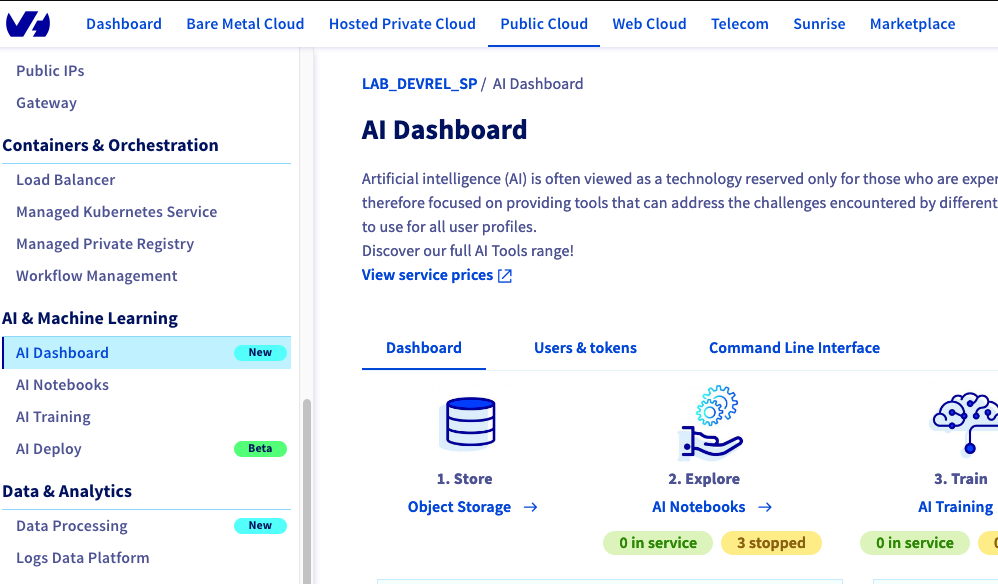 Dashboard Bare Metal Cloud Hosted Private Cloud Public Cloud Web Cloud Telecom Sunrise Marketplace
Public IPs
Gateway
Containers & Orchestration
Load Balancer
Managed Kubernetes Service
Managed Private Registry
Workflow Management
AI & Machine Learning
AI Dashboard New
AI Notebooks
AI Training
AI Deploy Beta
Data & Analytics
Data Processing New
Logs Data Platform
LAB_DEVREL_SP / AI Dashboard
AI Dashboard
Artificial intelligence (AI) is often viewed as a technology reserved only for those who are exper
therefore focused on providing tools that can address the challenges encountered by different
to use for all user profiles.
Discover our full AI Tools range!
View service prices
Dashboard Users & tokens Command Line Interface
1. Store 2. Explore 3. Train
Object Storage → AI Notebooks → AI Training
0 in service 3 stopped 0 in service